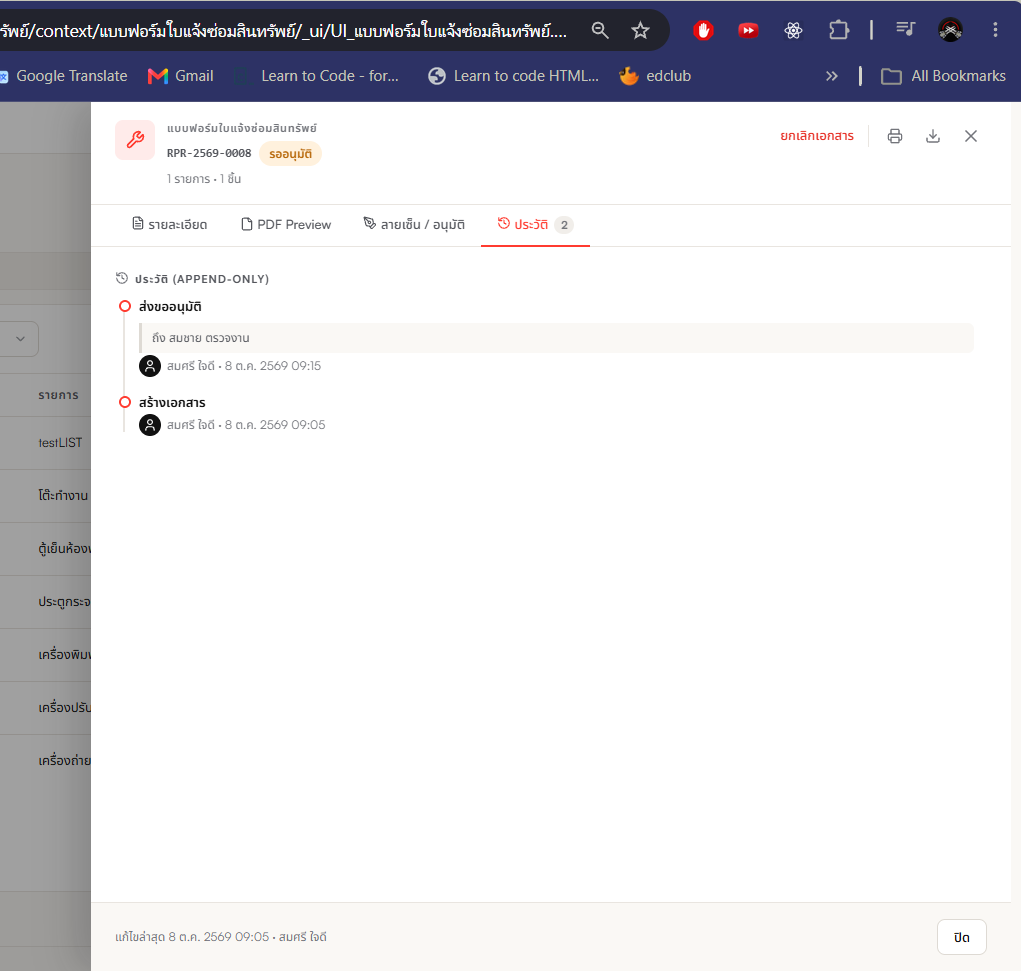 รัพย์/context/แบบฟอร์มใบแจ้งซ่อมสินทรัพย์/_ui/UI_แบบฟอร์มใบแจ้งซ่อมสินทรัพย์....
Google Translate
Gmail
Learn to Code - for...
Learn to code HTML...
edclub
All Bookmarks
แบบฟอร์มใบแจ้งซ่อมสินทรัพย์
RPR-2569-0008 รออนุมัติ
1 รายการ • 1 ชิ้น
ยกเลิกเอกสาร
รายละเอียด
PDF Preview
ลายเซ็น / อนุมัติ
ประวัติ 2
ประวัติ (APPEND-ONLY)
ส่งขออนุมัติ
ถึง สมชาย ตรวจงาน
สมศรี ใจดี • 8 ต.ค. 2569 09:15
สร้างเอกสาร
สมศรี ใจดี • 8 ต.ค. 2569 09:05
รายการ
testLIST
โต๊ะทำงาน
ตู้เย็นห้อง
ประตูกระจ
เครื่องพิมพ
เครื่องปรับ
เครื่องถ่าย
แก้ไขล่าสุด 8 ต.ค. 2569 09:05 • สมศรี ใจดี
ปิด